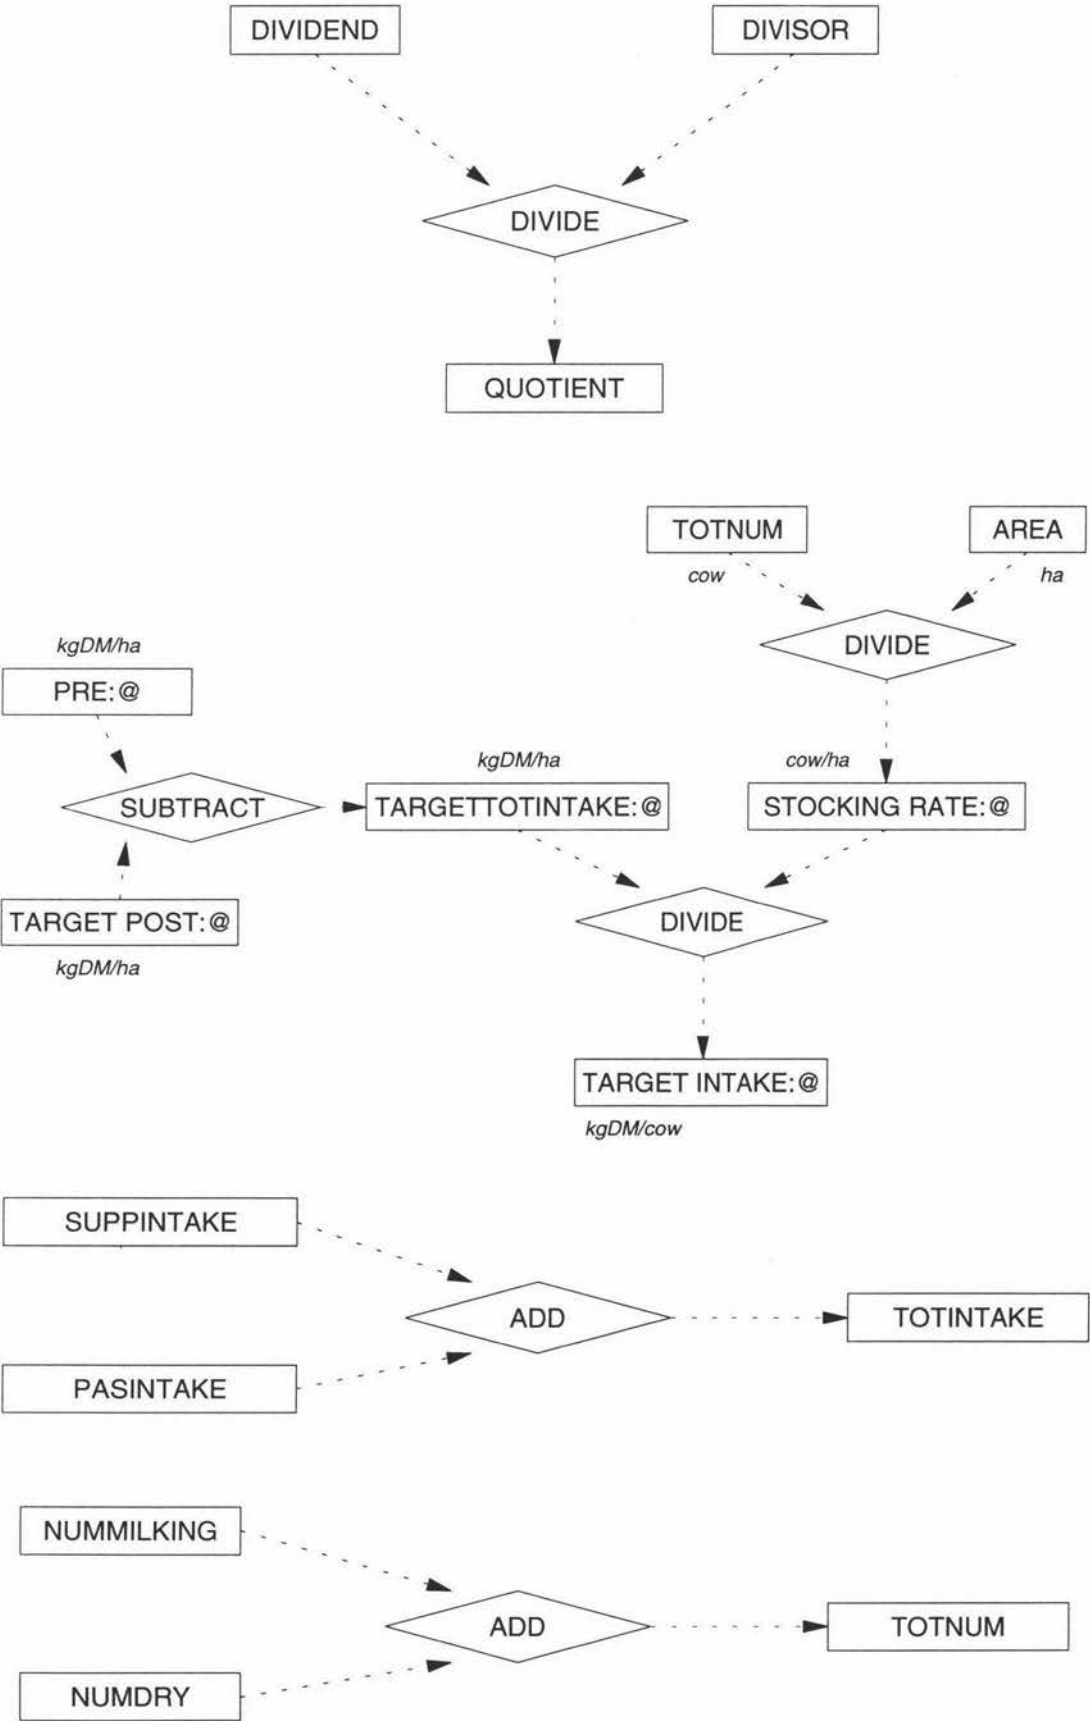 DIVIDEND
DIVISOR
DIVIDE
QUOTIENT
TOTNUM
AREA
cow
ha
DIVIDE
kgDM/ha
PRE:@
kgDM/ha
cow/ha
SUBTRACT
TARGETTOTINTAKE:@
STOCKING RATE:@
TARGET POST:@
DIVIDE
kgDM/ha
TARGET INTAKE:@
kgDM/cow
SUPPINTAKE
ADD
TOTINTAKE
PASINTAKE
NUMMILKING
ADD
TOTNUM
NUMDRY